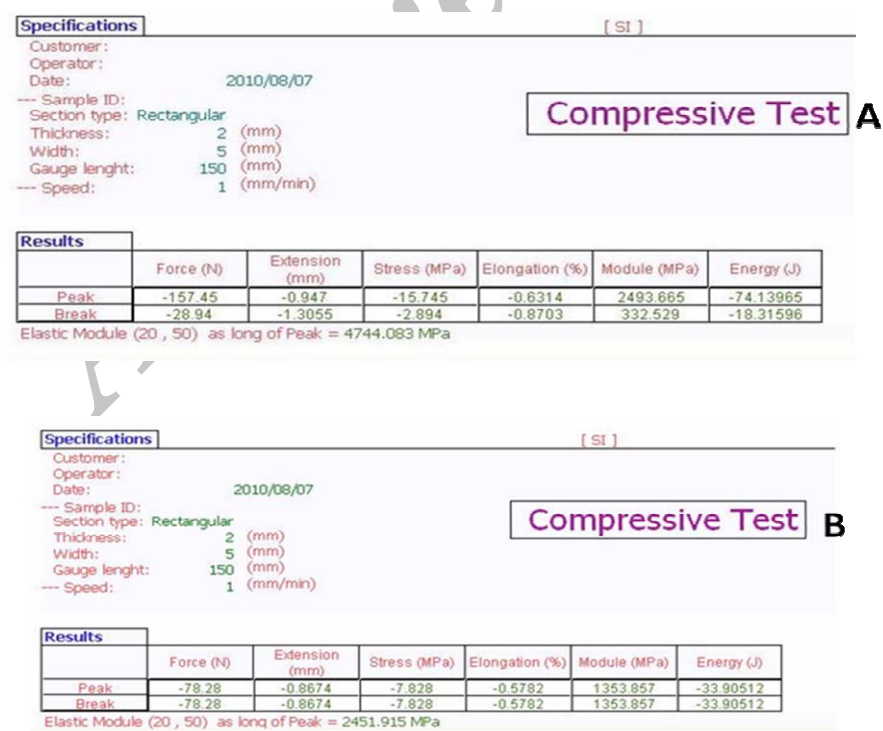 Specifications [ SI ]
Customer:
Operator:
Date: 2010/08/07
--- Sample ID:
Section type: Rectangular
Thickness: 2 (mm)
Width: 5 (mm)
Gauge lenght: 150 (mm)
--- Speed: 1 (mm/min)
Compressive Test A
Results
Force (N) Extension (mm) Stress (MPa) Elongation (%) Module (MPa) Energy (J)
Peak -157.45 -0.947 -15.745 -0.6314 2493.665 -74.13965
Break -28.94 -1.3055 -2.894 -0.8703 332.529 -18.31596
Elastic Module (20 , 50) as long of Peak = 4744.083 MPa
Specifications [ SI ]
Customer:
Operator:
Date: 2010/08/07
--- Sample ID:
Section type: Rectangular
Thickness: 2 (mm)
Width: 5 (mm)
Gauge lenght: 150 (mm)
--- Speed: 1 (mm/min)
Compressive Test B
Results
Force (N) Extension (mm) Stress (MPa) Elongation (%) Module (MPa) Energy (J)
Peak -78.28 -0.8674 -7.828 -0.5782 1353.857 -33.90512
Break -78.28 -0.8674 -7.828 -0.5782 1353.857 -33.90512
Elastic Module (20 , 50) as long of Peak = 2451.915 MPa